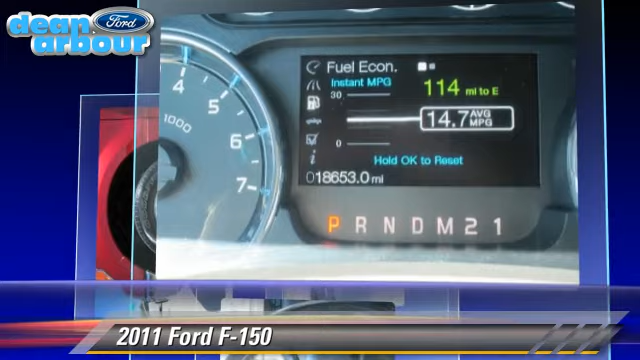 dean arbour
Ford
Fuel Econ.
Instant MPG
30
0
114 mi to E
14.7 AVG MPG
Hold OK to Reset
018653.0 mi
4
5
6
7
1000
P R N D M 2 1
2011 Ford F-150